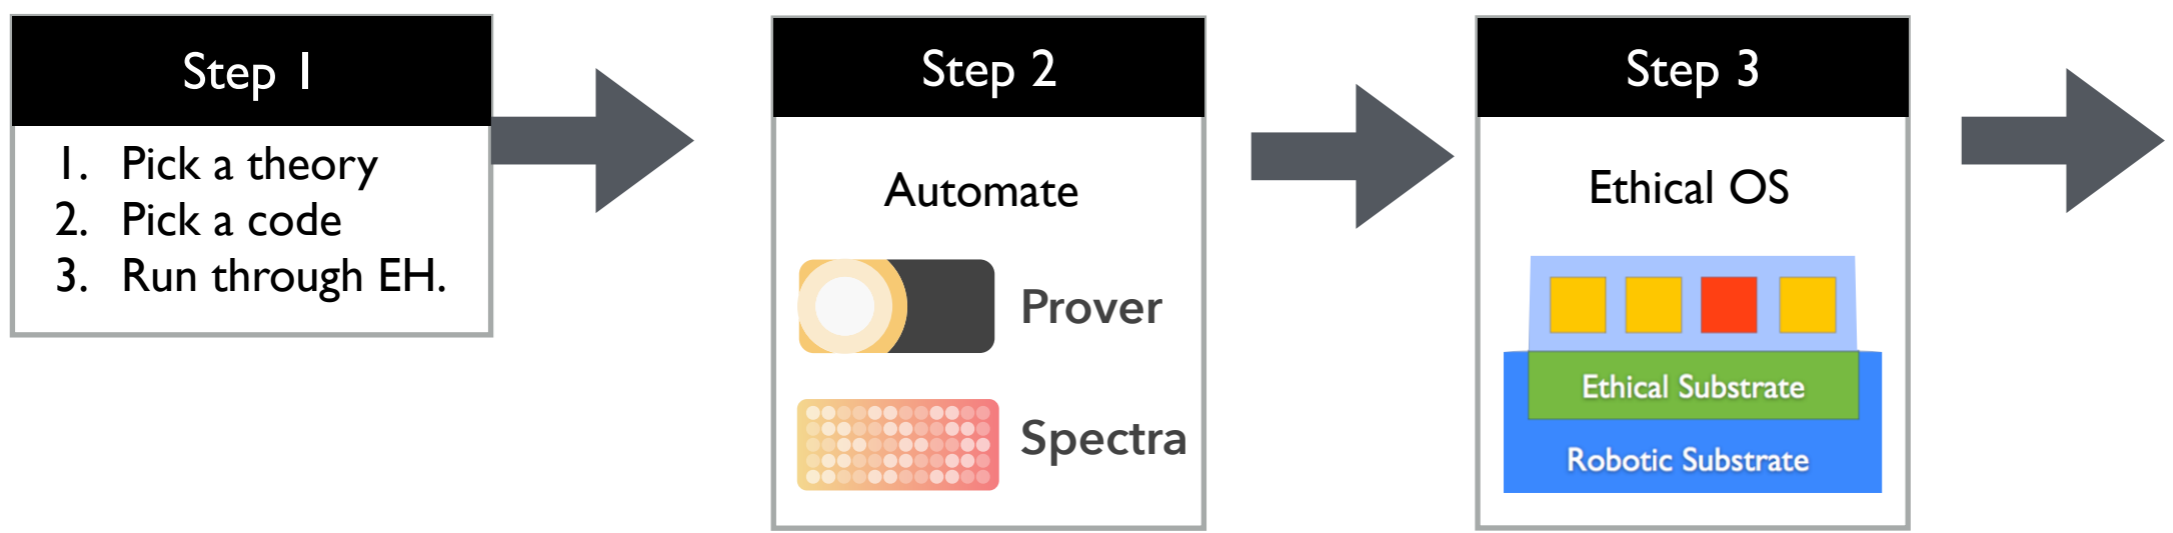 Step 1
1. Pick a theory
2. Pick a code
3. Run through EH.
Step 2
Automate
Prover
Spectra
Step 3
Ethical OS
Ethical Substrate
Robotic Substrate